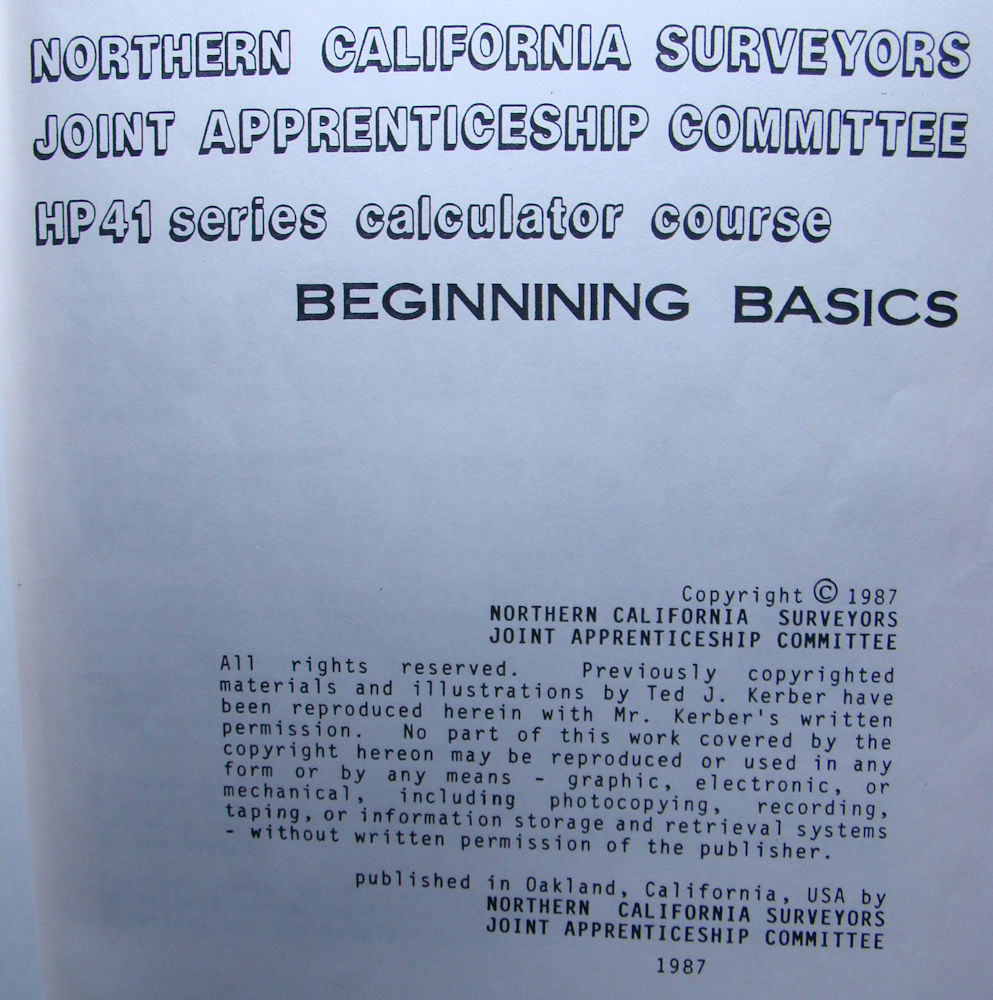 NORTHERN CALIFORNIA SURVEYORS
JOINT APPRENTICESHIP COMMITTEE
HP41 series calculator course
BEGINNINING BASICS
Copyright © 1987
NORTHERN CALIFORNIA SURVEYORS
JOINT APPRENTICESHIP COMMITTEE
All rights reserved. Previously copyrighted
materials and illustrations by Ted J. Kerber have
been reproduced herein with Mr. Kerber's written
permission. No part of this work covered by the
copyright hereon may be reproduced or used in any
form or by any means - graphic, electronic, or
mechanical, including photocopying, recording,
taping, or information storage and retrieval systems
- without written permission of the publisher.
published in Oakland, California, USA by
NORTHERN CALIFORNIA SURVEYORS
JOINT APPRENTICESHIP COMMITTEE
1987